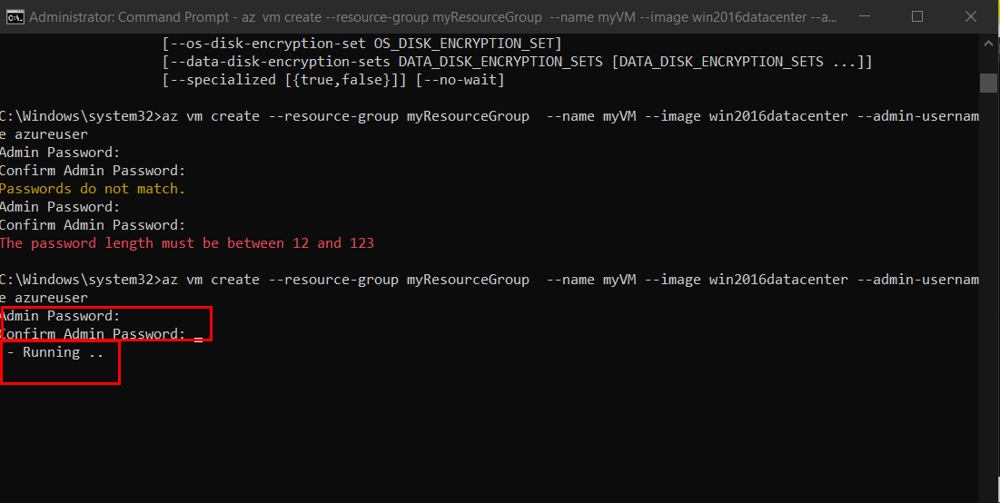 Administrator: Command Prompt - az  vm create --resource-group myResourceGroup  --name myVM --image win2016datacenter --a...
[--os-disk-encryption-set OS_DISK_ENCRYPTION_SET]
[--data-disk-encryption-sets DATA_DISK_ENCRYPTION_SETS [DATA_DISK_ENCRYPTION_SETS ...]]
[--specialized [{true,false}]] [--no-wait]
C:\Windows\system32>az vm create --resource-group myResourceGroup  --name myVM --image win2016datacenter --admin-usernam
e azureuser
Admin Password:
Confirm Admin Password:
Passwords do not match.
Admin Password:
Confirm Admin Password:
The password length must be between 12 and 123
C:\Windows\system32>az vm create --resource-group myResourceGroup  --name myVM --image win2016datacenter --admin-usernam
e azureuser
Admin Password:
Confirm Admin Password: _
- Running ..